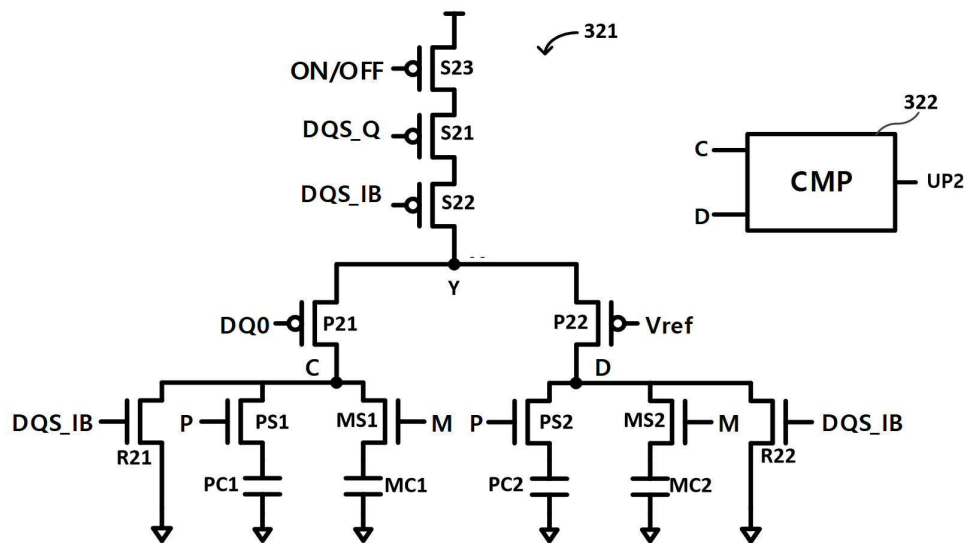 321
ON/OFF
S23
322
DQS_Q
S21
C
CMP
UP2
DQS_IB
S22
D
Y
DQ0
P21
P22
Vref
C
D
DQS_IB
P
PS1
MS1
M
P
PS2
MS2
M
DQS_IB
R21
R22
PC1
MC1
PC2
MC2